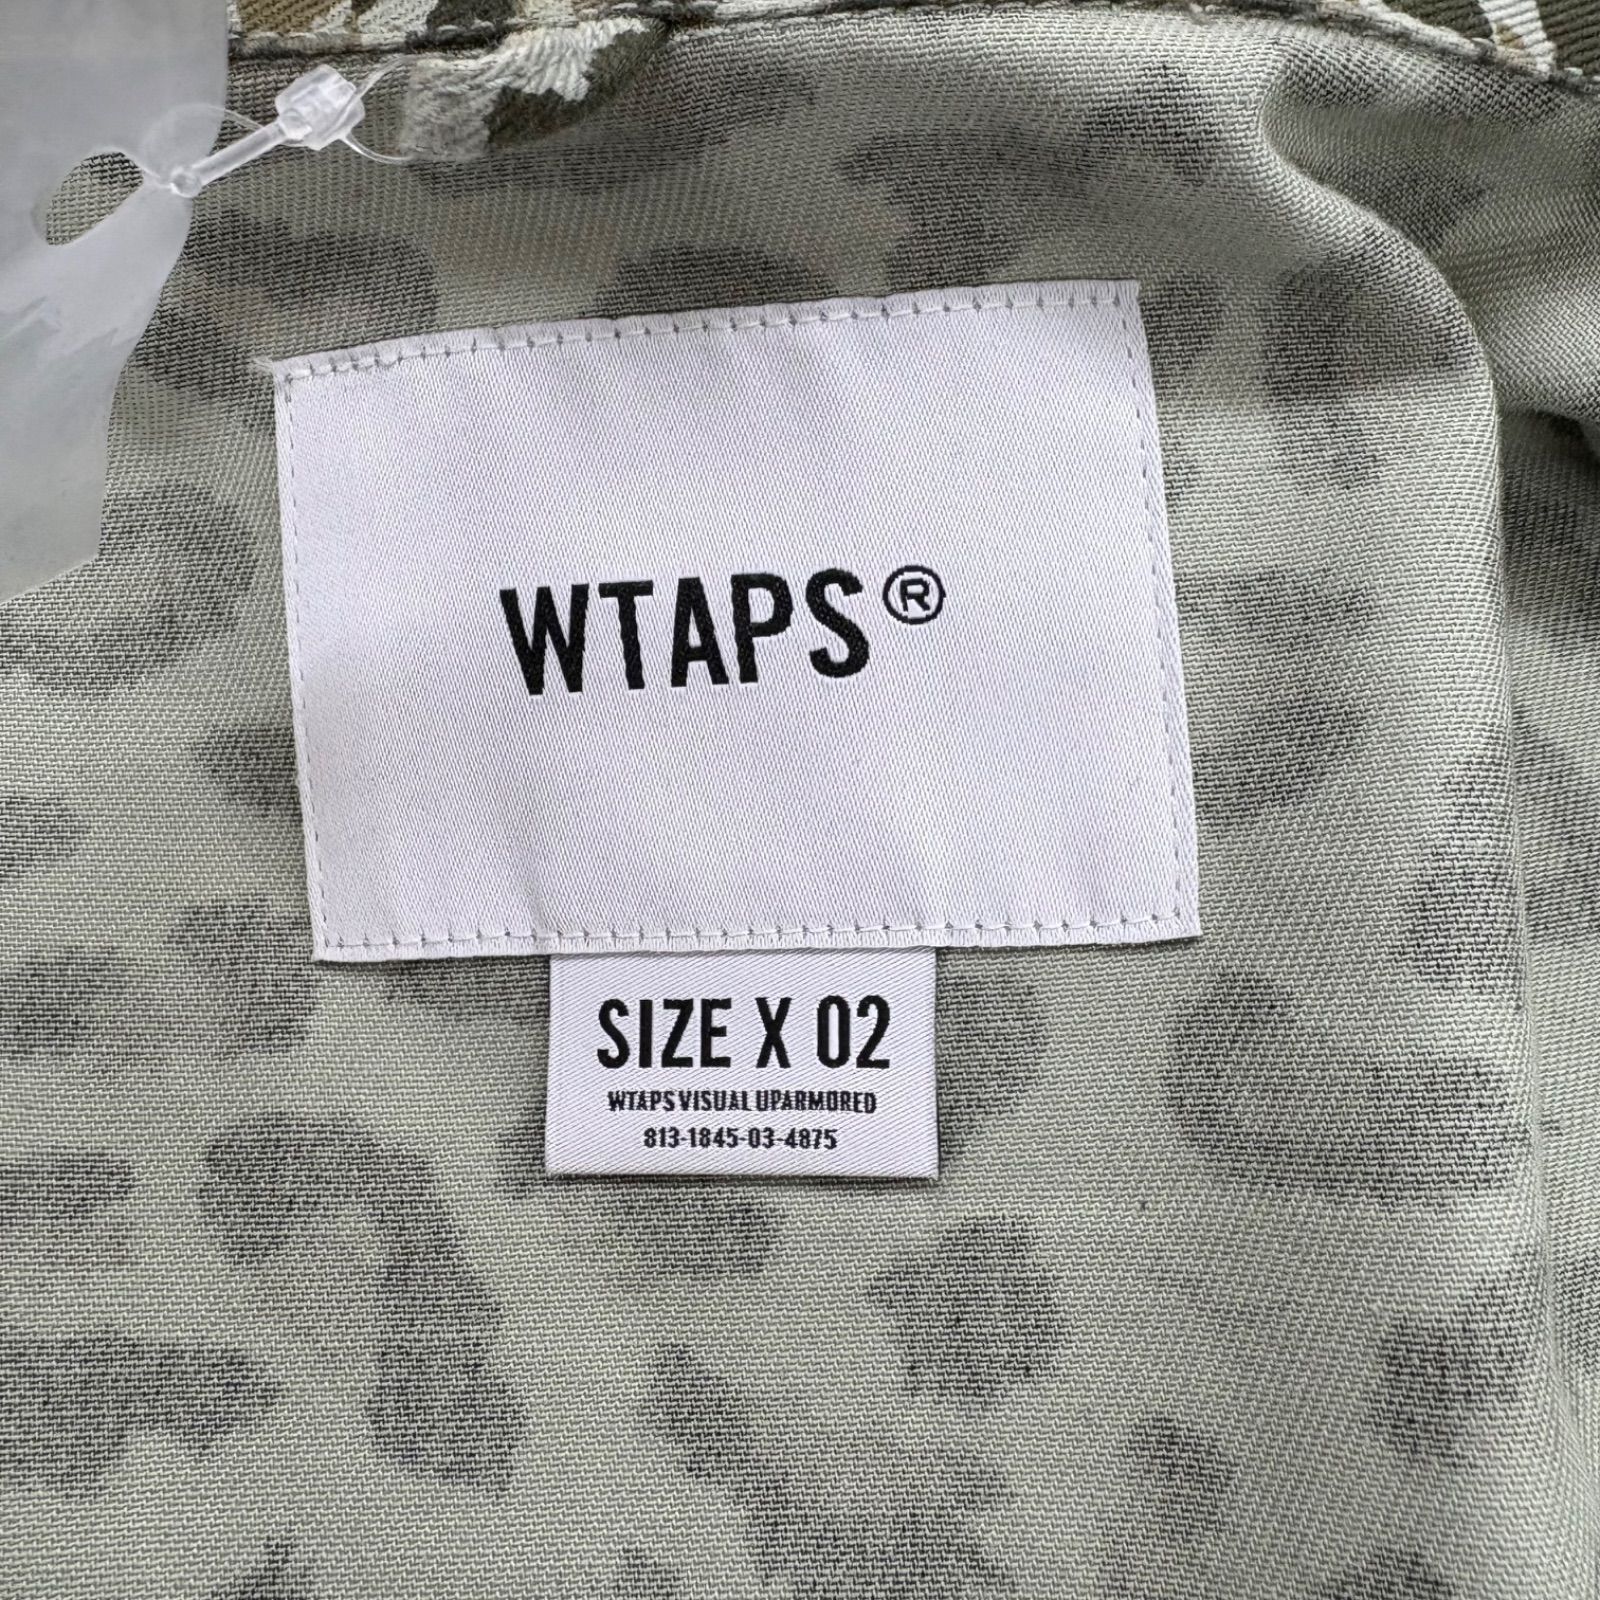 WTAPS®
SIZE X 02
WTAPS VISUAL UPARMORED
813-1845-03-4875